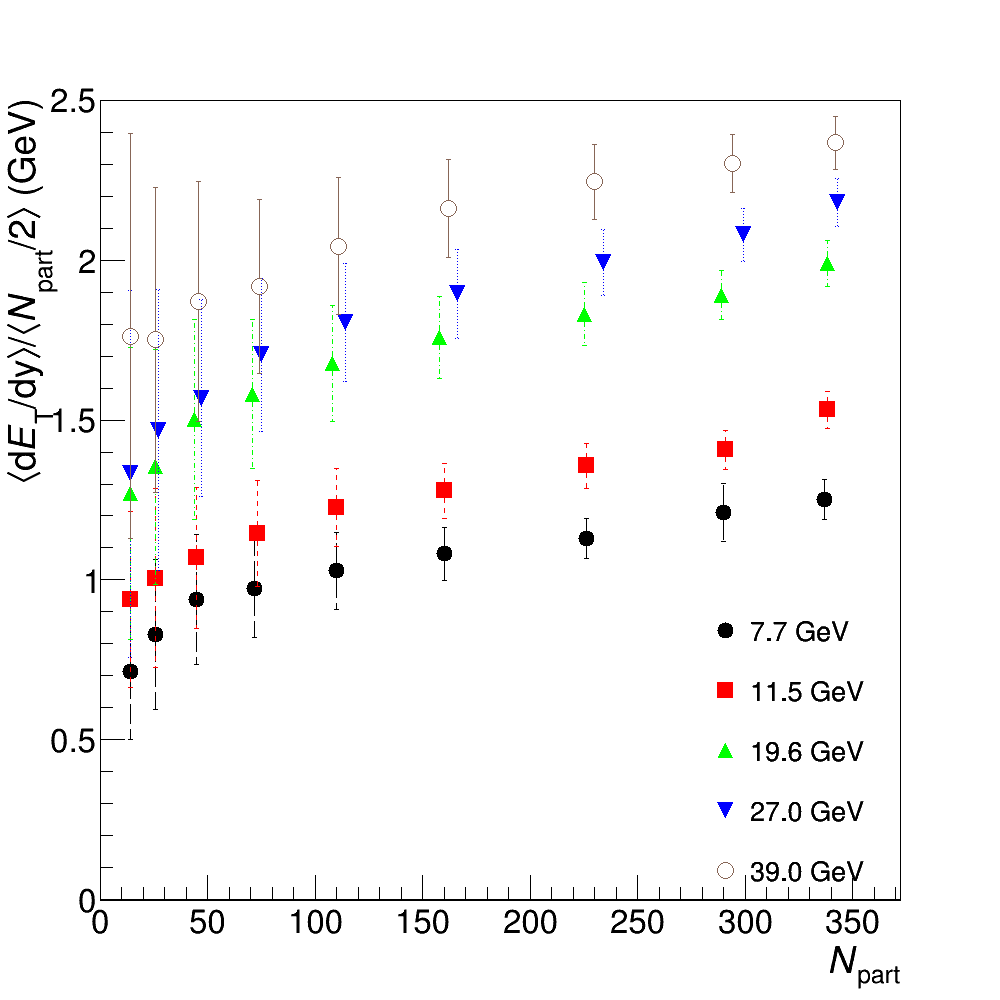 ⟨dE_T/dy⟩/⟨N_part/2⟩ (GeV)
2.5
2
1.5
1
0.5
0
0 50 100 150 200 250 300 350
N_part
7.7 GeV
11.5 GeV
19.6 GeV
27.0 GeV
39.0 GeV